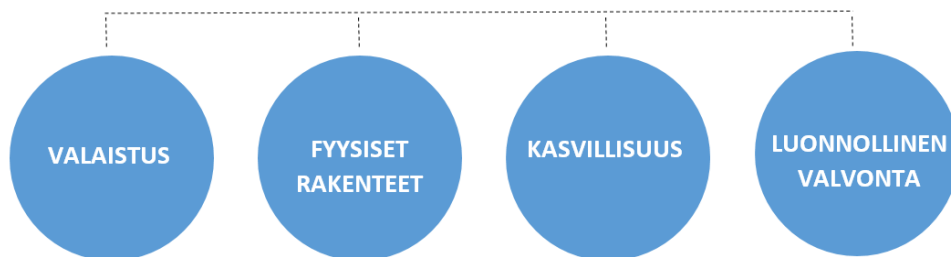 VALAISTUS
FYYSISET
RAKENTEET
KASVILLISUUS
LUONNOLLINEN
VALVONTA